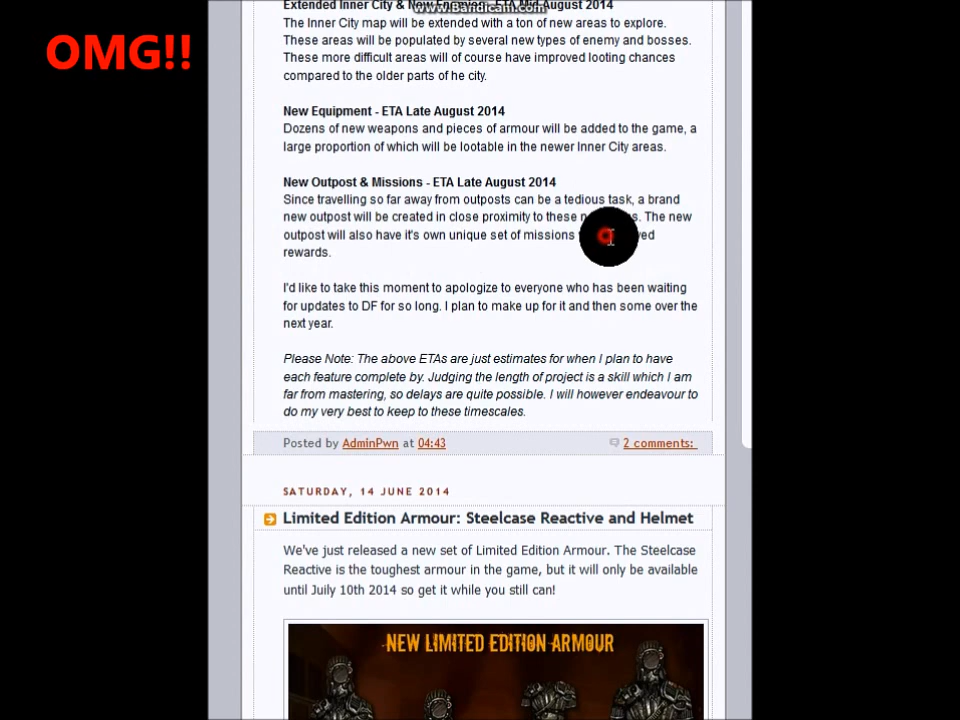 www.Bandicam.com
OMG!!
Extended Inner City & New Enemies - ETA Mid August 2014
The Inner City map will be extended with a ton of new areas to explore.
These areas will be populated by several new types of enemy and bosses.
These more difficult areas will of course have improved looting chances
compared to the older parts of he city.
New Equipment - ETA Late August 2014
Dozens of new weapons and pieces of armour will be added to the game, a
large proportion of which will be lootable in the newer Inner City areas.
New Outpost & Missions - ETA Late August 2014
Since travelling so far away from outposts can be a tedious task, a brand
new outpost will be created in close proximity to these The new
outpost will also have it's own unique set of missions
rewards.
I'd like to take this moment to apologize to everyone who has been waiting
for updates to DF for so long. I plan to make up for it and then some over the
next year.
Please Note: The above ETAs are just estimates for when I plan to have
each feature complete by. Judging the length of project is a skill which I am
far from mastering, so delays are quite possible. I will however endeavour to
do my very best to keep to these timescales.
Posted by AdminPwn at 04:43 2 comments:
SATURDAY, 14 JUNE 2014
Limited Edition Armour: Steelcase Reactive and Helmet
We've just released a new set of Limited Edition Armour. The Steelcase
Reactive is the toughest armour in the game, but it will only be available
until Juily 10th 2014 so get it while you still can!
NEW LIMITED EDITION ARMOUR